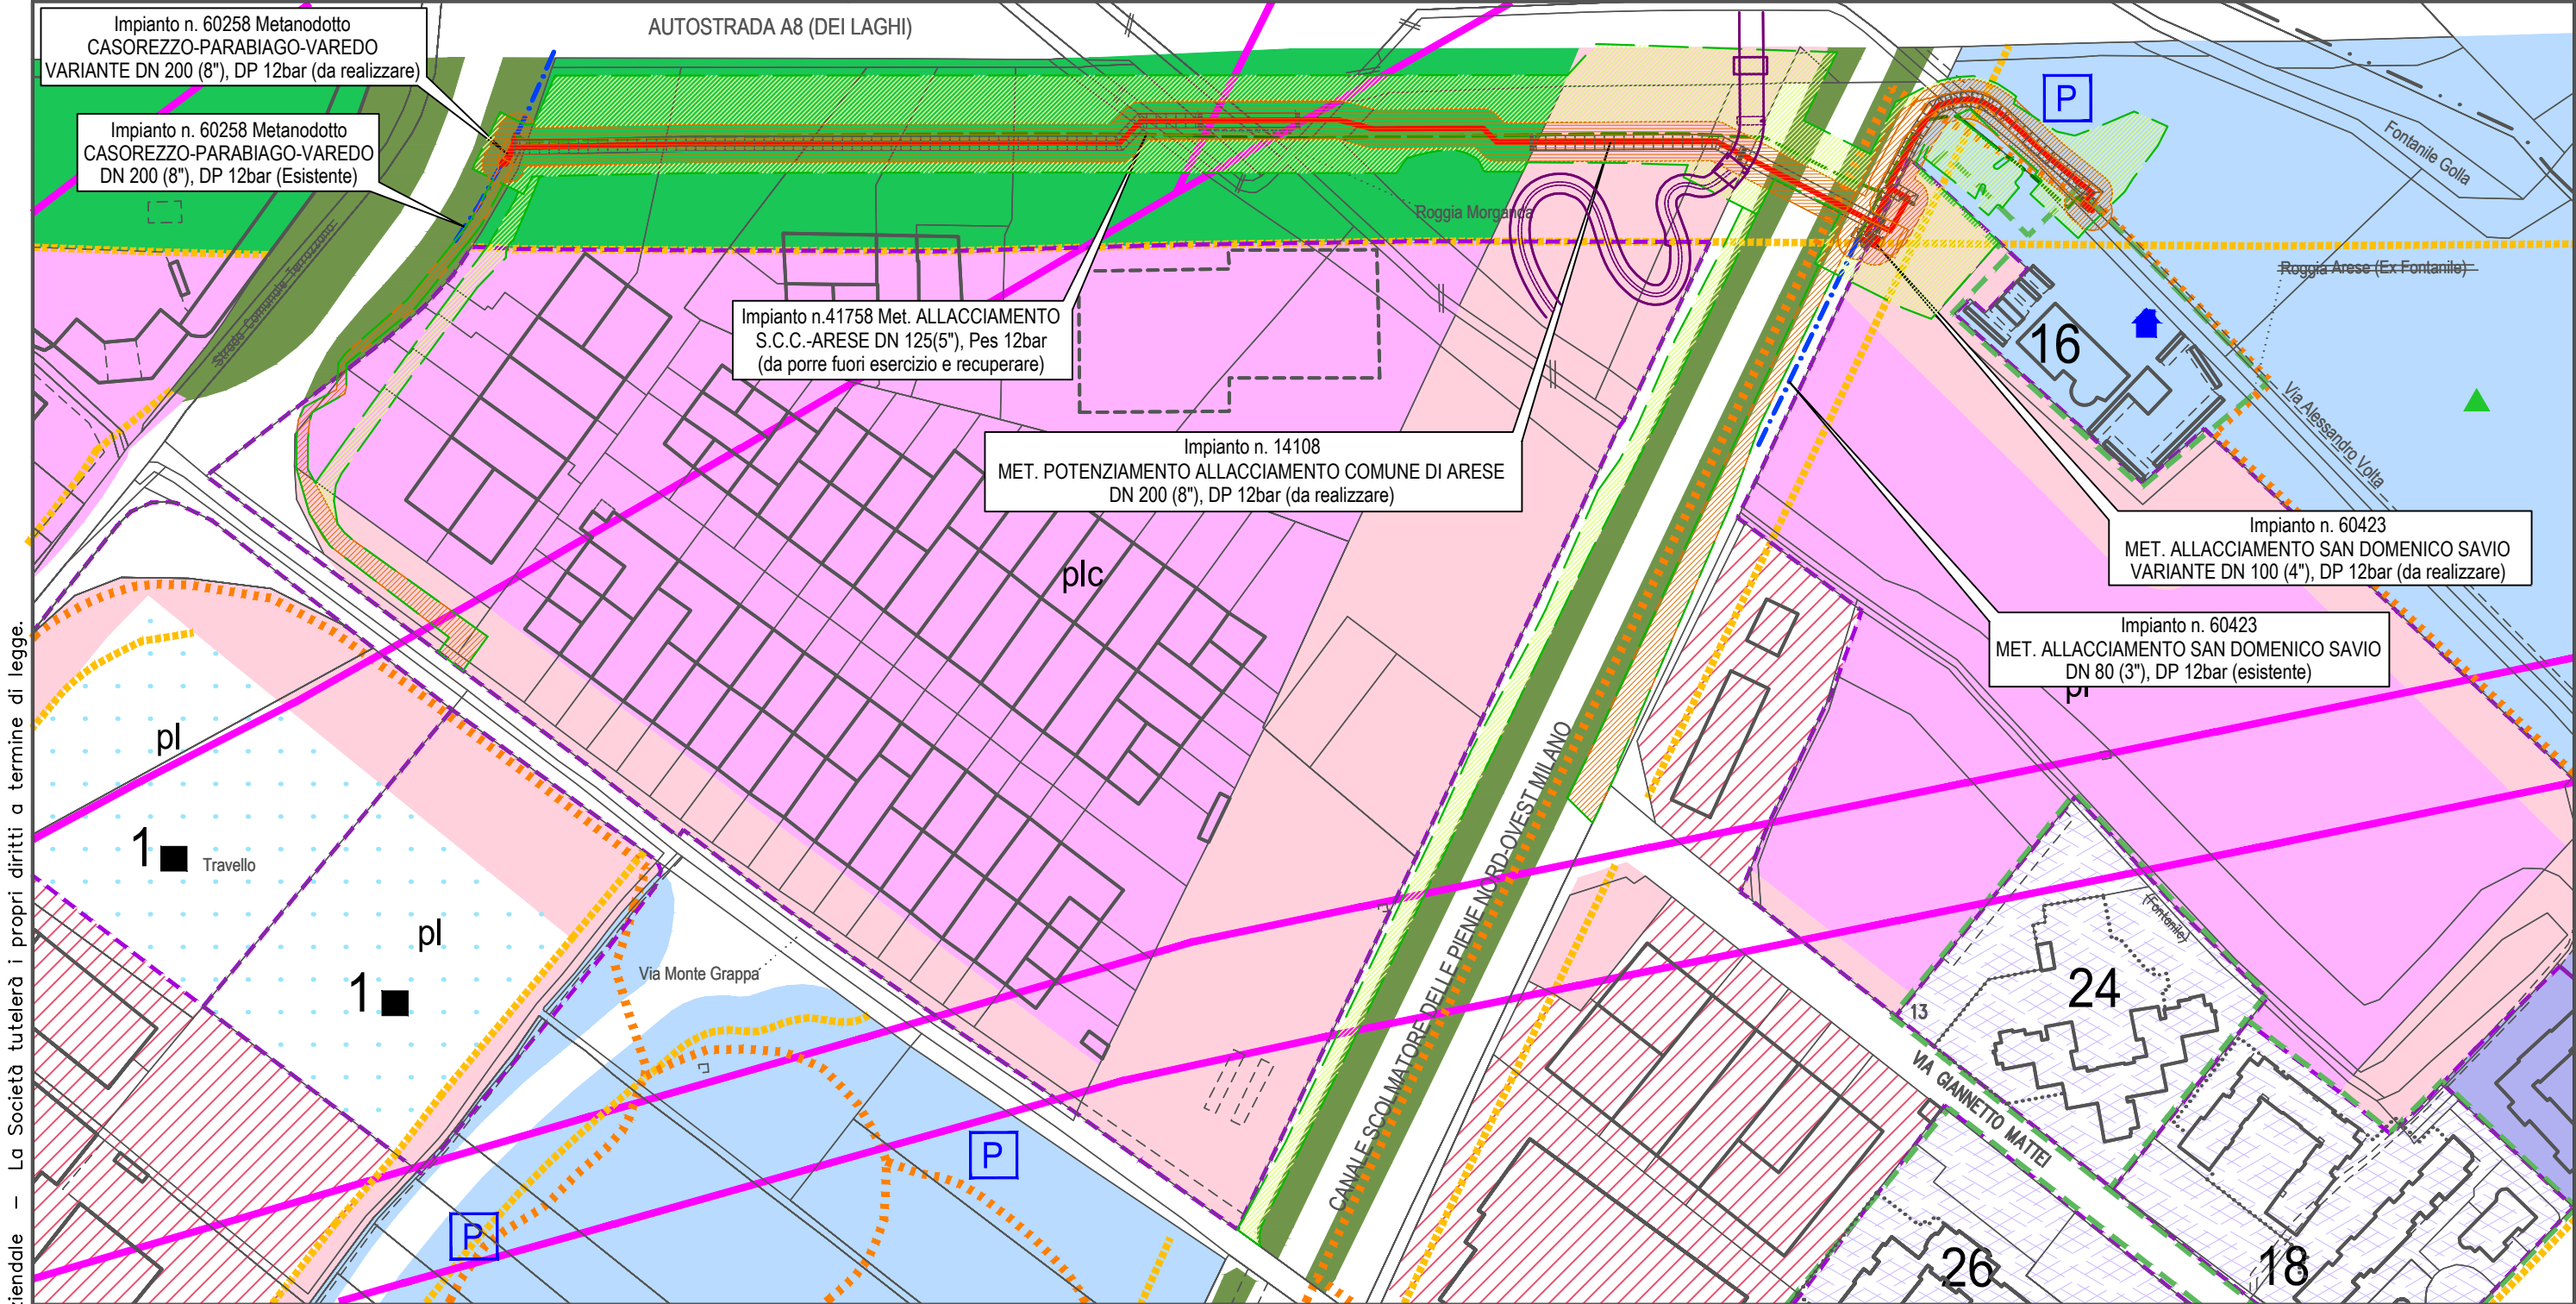 Impianto n. 60258 Metanodotto
CASOREZZO-PARABIAGO-VAREDO
VARIANTE DN 200 (8"), DP 12bar (da realizzare)
AUTOSTRADA A8 (DEI LAGHI)
Impianto n. 60258 Metanodotto
CASOREZZO-PARABIAGO-VAREDO
DN 200 (8"), DP 12bar (Esistente)
P
Fontanile Golla
Roggia Morganda
Strada Comunale Terrazzano
Roggia Arese (Ex Fontanile)
Impianto n.41758 Met. ALLACCIAMENTO
S.C.C.-ARESE DN 125(5"), Pes 12bar
(da porre fuori esercizio e recuperare)
16
Via Alessandro Volta
Impianto n. 14108
MET. POTENZIAMENTO ALLACCIAMENTO COMUNE DI ARESE
DN 200 (8"), DP 12bar (da realizzare)
Impianto n. 60423
MET. ALLACCIAMENTO SAN DOMENICO SAVIO
VARIANTE DN 100 (4"), DP 12bar (da realizzare)
plc
Impianto n. 60423
MET. ALLACCIAMENTO SAN DOMENICO SAVIO
DN 80 (3"), DP 12bar (esistente)
pl
pl
1
Travello
pl
1
Via Monte Grappa
CANALE SCOLMATORE DELLE PIENE NORD-OVEST MILANO
(Fontanile)
24
13
VIA GIANNETTO MATTEI
P
P
26
18
ziendale - La Società tutelerà i propri diritti a termine di legge.